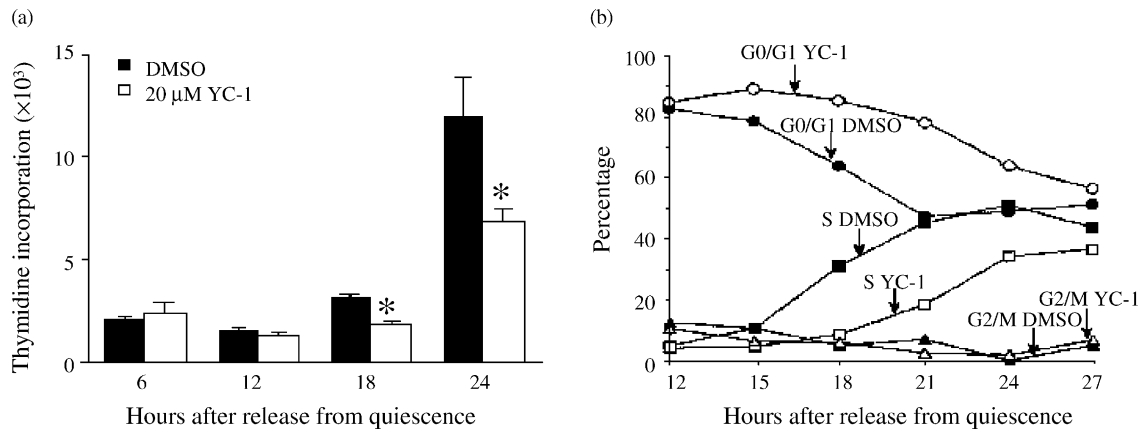 (a)
15
10
5
0
Thymidine incorporation (×10³)
DMSO
20 μM YC-1
*
*
6 12 18 24
Hours after release from quiescence
(b)
100
80
60
40
20
0
Percentage
G0/G1 YC-1
G0/G1 DMSO
S DMSO
S YC-1
G2/M YC-1
G2/M DMSO
12 15 18 21 24 27
Hours after release from quiescence